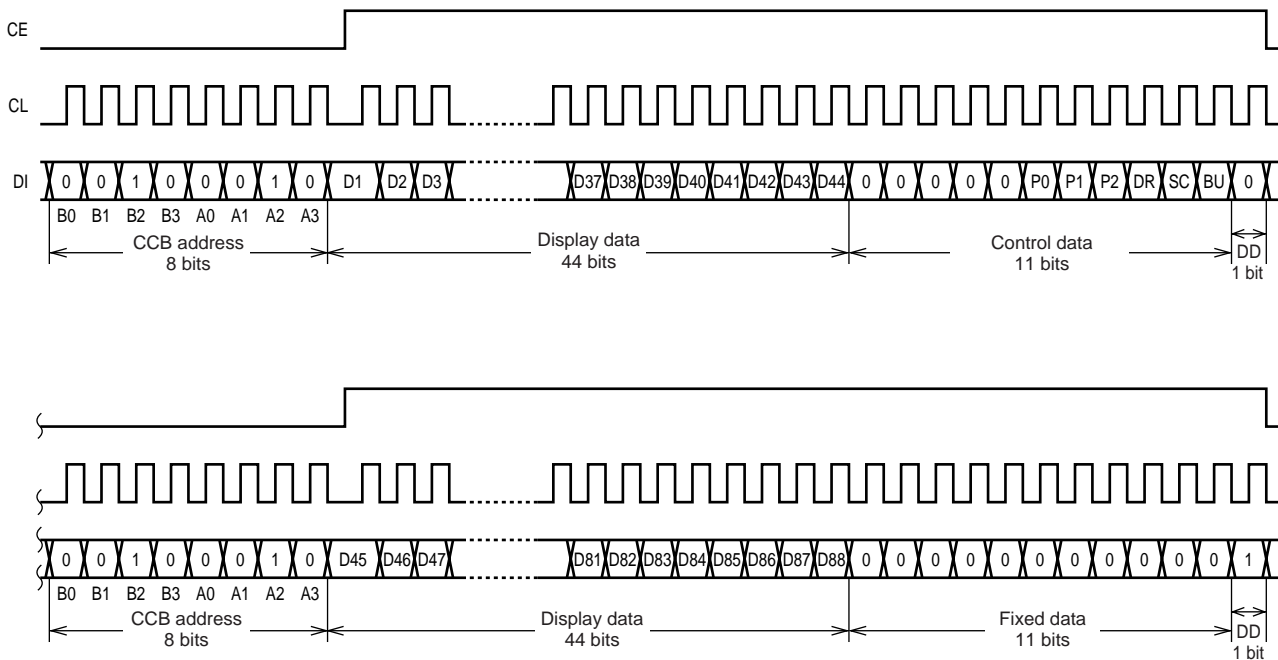 CE
CL
DI 0 0 1 0 0 0 1 0 D1 D2 D3 D37 D38 D39 D40 D41 D42 D43 D44 0 0 0 0 0 P0 P1 P2 DR SC BU 0
B0 B1 B2 B3 A0 A1 A2 A3
CCB address
8 bits
Display data
44 bits
Control data
11 bits
DD
1 bit
0 0 1 0 0 0 1 0 D45 D46 D47 D81 D82 D83 D84 D85 D86 D87 D88 0 0 0 0 0 0 0 0 0 0 0 1
B0 B1 B2 B3 A0 A1 A2 A3
CCB address
8 bits
Display data
44 bits
Fixed data
11 bits
DD
1 bit